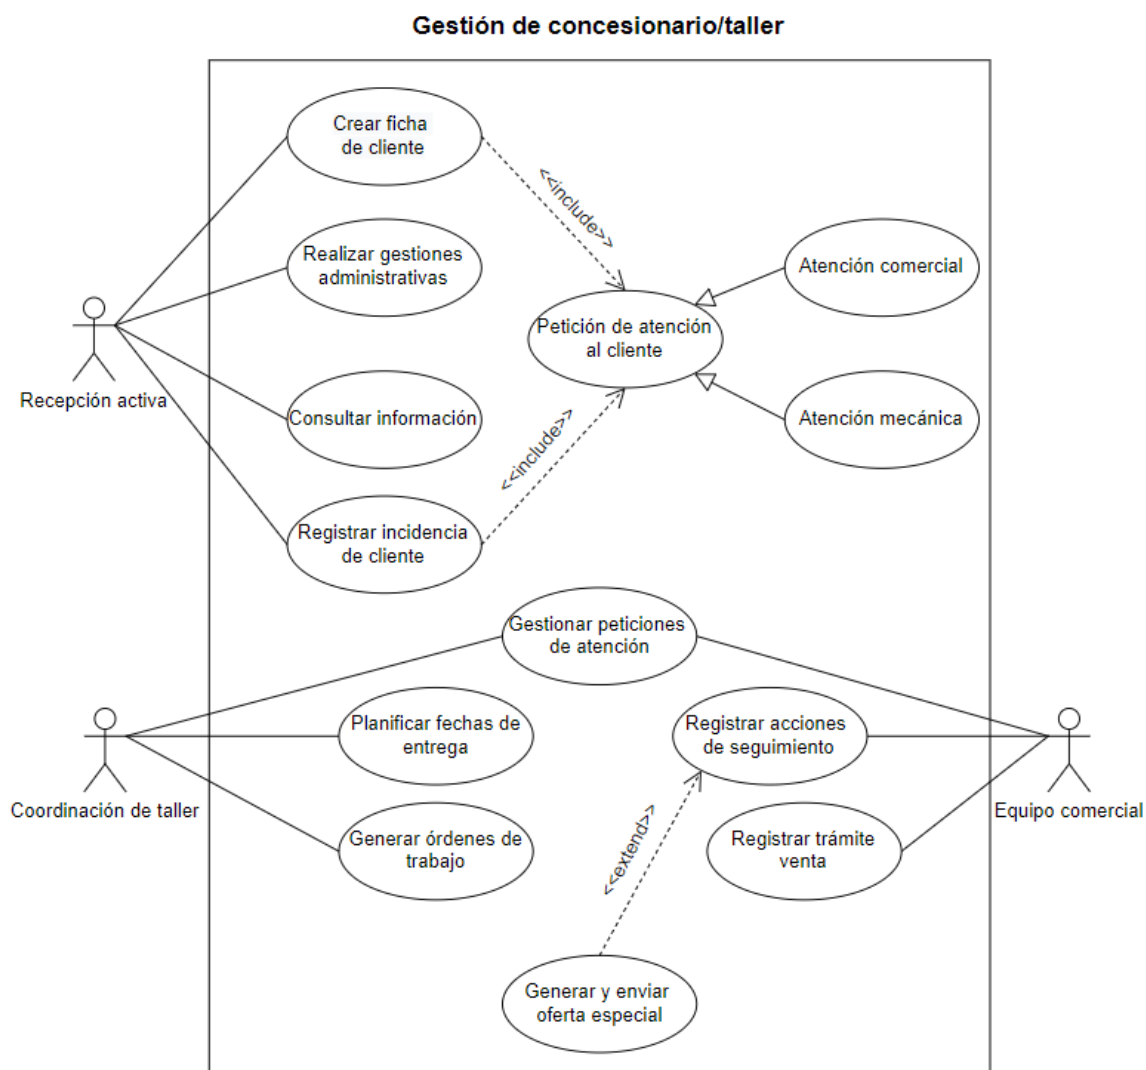 Gestión de concesionario/taller
Crear ficha
de cliente
<<include>>
Realizar gestiones
administrativas
Atención comercial
Petición de atención
al cliente
Recepción activa
Consultar información
Atención mecánica
<<include>>
Registrar incidencia
de cliente
Gestionar peticiones
de atención
Planificar fechas de
entrega
Registrar acciones
de seguimiento
Coordinación de taller
Equipo comercial
Generar órdenes de
trabajo
<<extend>>
Registrar trámite
venta
Generar y enviar
oferta especial